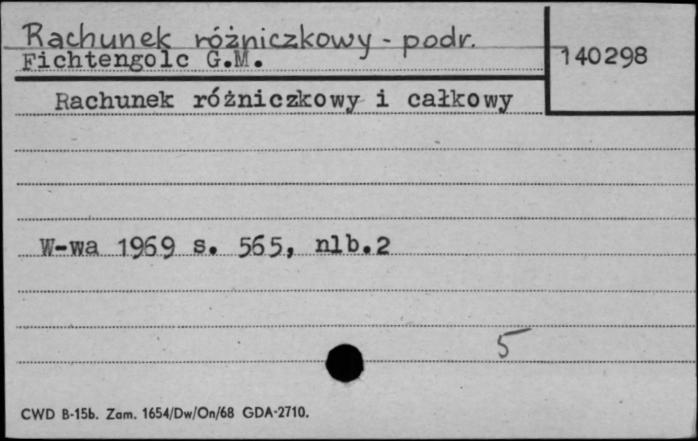 Rachunek różniczkowy - podr.
Fichtengolc G.M.
140298
Rachunek różniczkowy i całkowy
W-wa 1969 s. 565, nlb.2
5
CWD B-15b. Zam. 1654/Dw/On/68 GDA-2710.